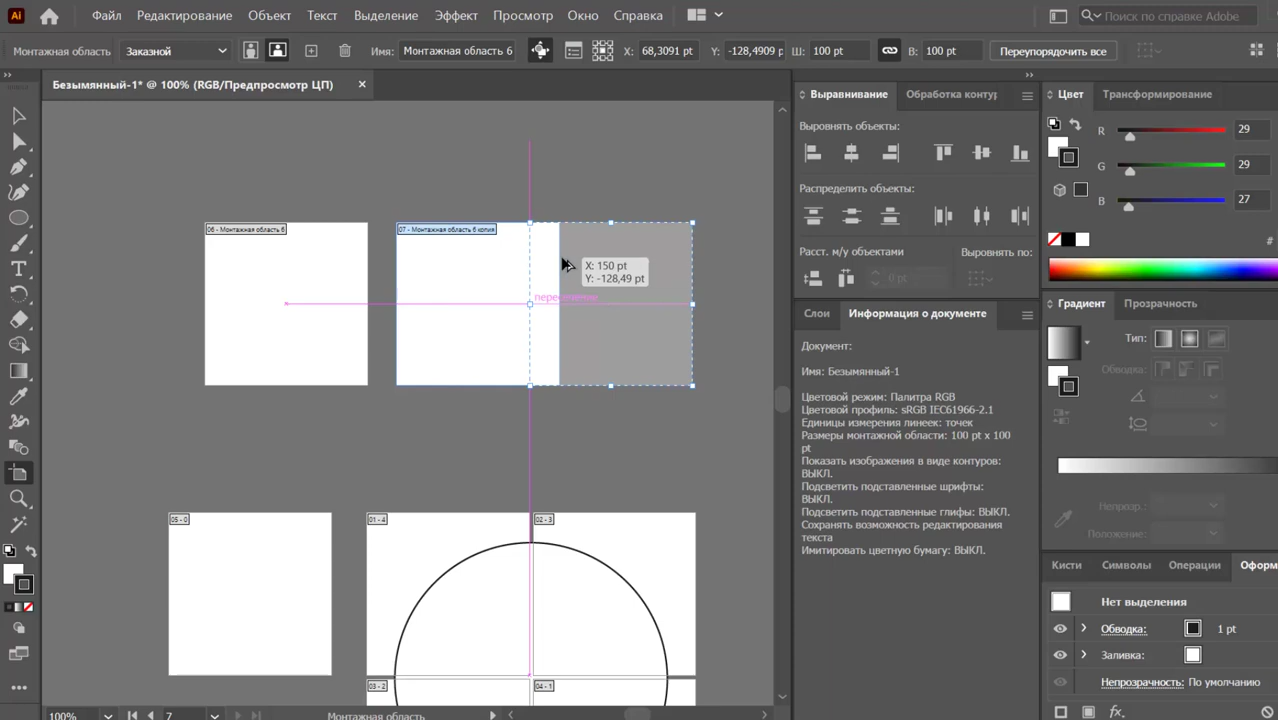 Ai Файл Редактирование Объект Текст Выделение Эффект Просмотр Окно Справка Поиск по справке Adobe
Монтажная область Заказной Имя: Монтажная область 6 X: 68,3091 pt Y: -128,4909 p Ш: 100 pt В: 100 pt Переупорядочить все
Безымянный-1* @ 100% (RGB/Предпросмотр ЦП)
06 - Монтажная область 6
07 - Монтажная область 6 копия
X: 150 pt
Y: -128,49 pt
пересечение
05 - 0
01 - 4
02 - 3
03 - 2
04 - 1
100%
7
Монтажная область
Выравнивание Обработка контур
Выровнять объекты:
Распределить объекты:
Расст. м/у объектами Выровнять по:
0 pt
Слои Информация о документе
Документ:
Имя: Безымянный-1
Цветовой режим: Палитра RGB
Цветовой профиль: sRGB IEC61966-2.1
Единицы измерения линеек: точек
Размеры монтажной области: 100 pt x 100
pt
Показать изображения в виде контуров:
ВЫКЛ.
Подсветить подставленные шрифты:
ВЫКЛ.
Подсветить подставленные глифы: ВЫКЛ.
Сохранять возможность редактирования
текста
Имитировать цветную бумагу: ВЫКЛ.
Цвет Трансформирование
R 29
G 29
B 27
#
Градиент Прозрачность
Тип:
Обводка:
Непрозр.:
Положение:
Кисти Символы Операции Оформ
Нет выделения
Обводка: 1 pt
Заливка:
Непрозрачность: По умолчанию
fx